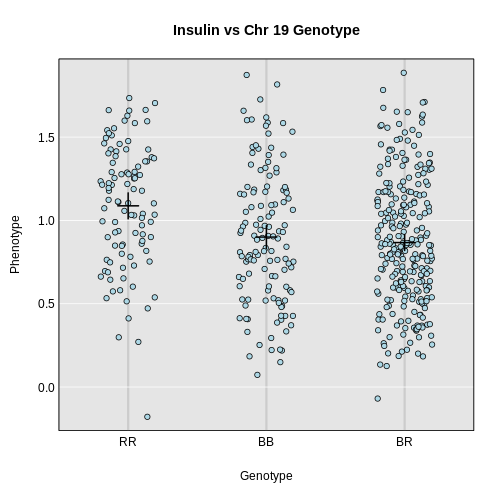 Insulin vs Chr 19 Genotype
Phenotype
1.5
1.0
0.5
0.0
RR BB BR
Genotype